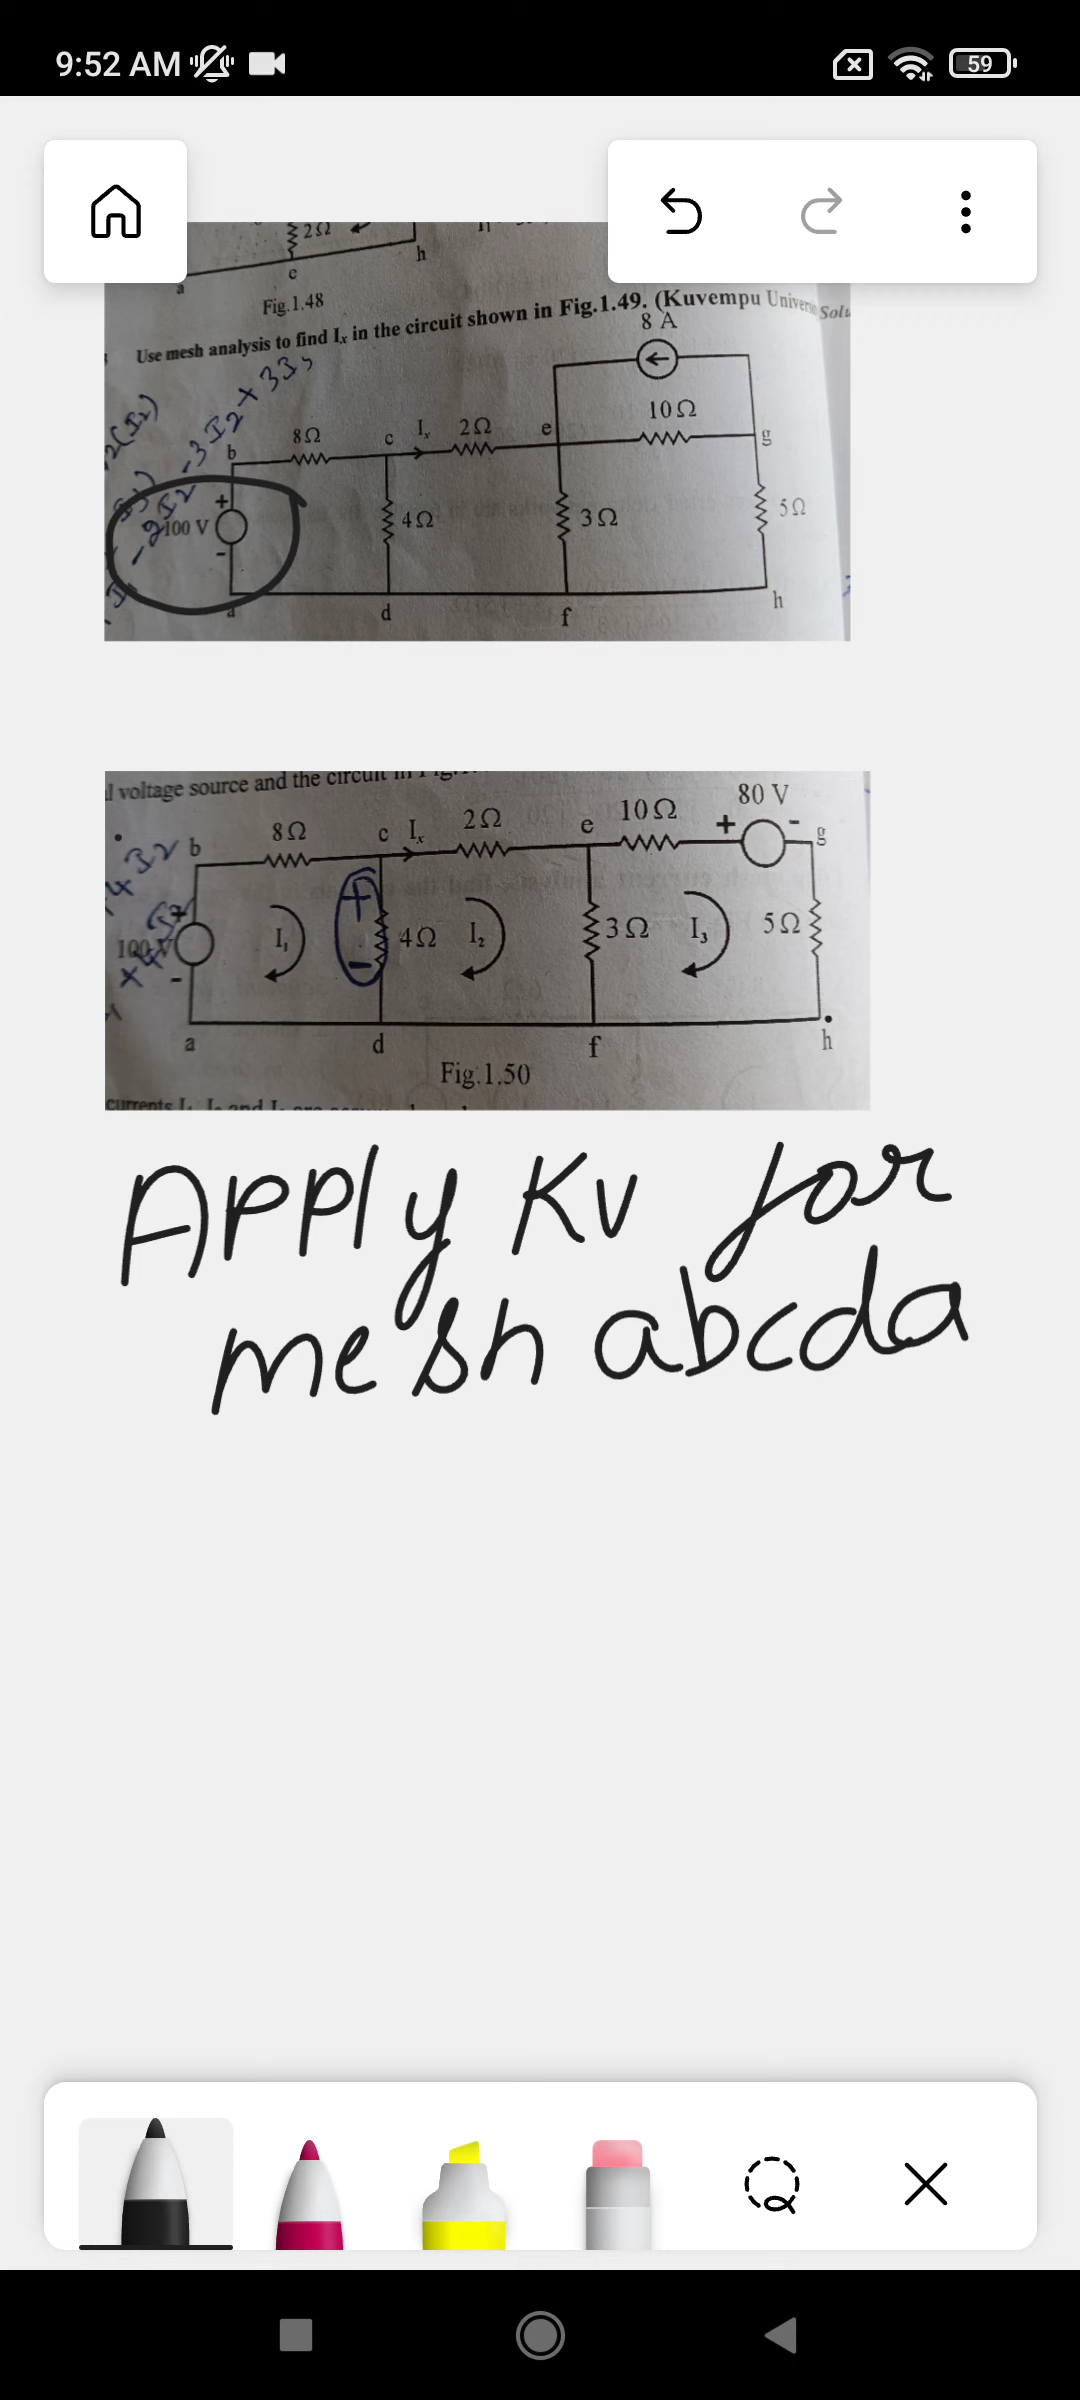 9:52 AM
59
2Ω
h
a
c
Fig.1.48
Use mesh analysis to find Iₓ in the circuit shown in Fig.1.49. (Kuvempu
8 A
10Ω
8Ω
c
Iₓ
2Ω
e
g
b
+
100 V
-
4Ω
3Ω
5Ω
d
f
h
voltage source and the circuit
80 V
10Ω
+
-
8Ω
c
Iₓ
2Ω
e
g
b
100 V
-
I₁
+
-
4Ω
I₂
3Ω
I₃
5Ω
a
d
f
h
Fig.1.50
APPly KV for
mesh abcda